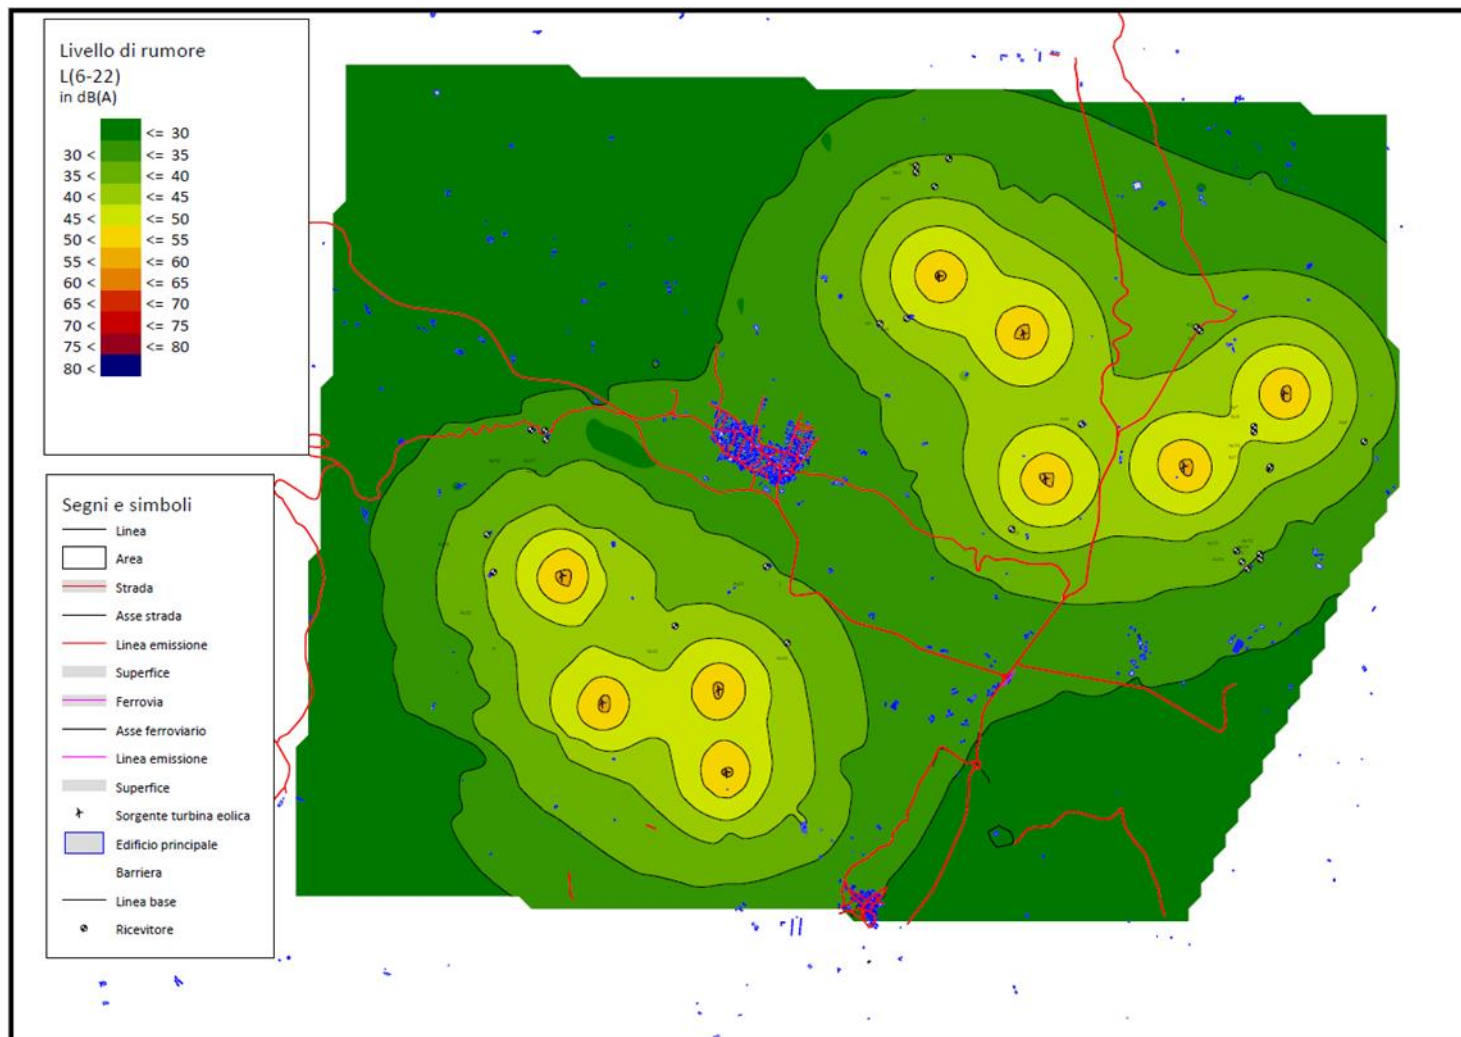 Livello di rumore
L(6-22)
in dB(A)
<= 30
30 < <= 35
35 < <= 40
40 < <= 45
45 < <= 50
50 < <= 55
55 < <= 60
60 < <= 65
65 < <= 70
70 < <= 75
75 < <= 80
80 <
Segni e simboli
Linea
Area
Strada
Asse strada
Linea emissione
Superfice
Ferrovia
Asse ferroviario
Linea emissione
Superfice
Sorgente turbina eolica
Edificio principale
Barriera
Linea base
Ricevitore